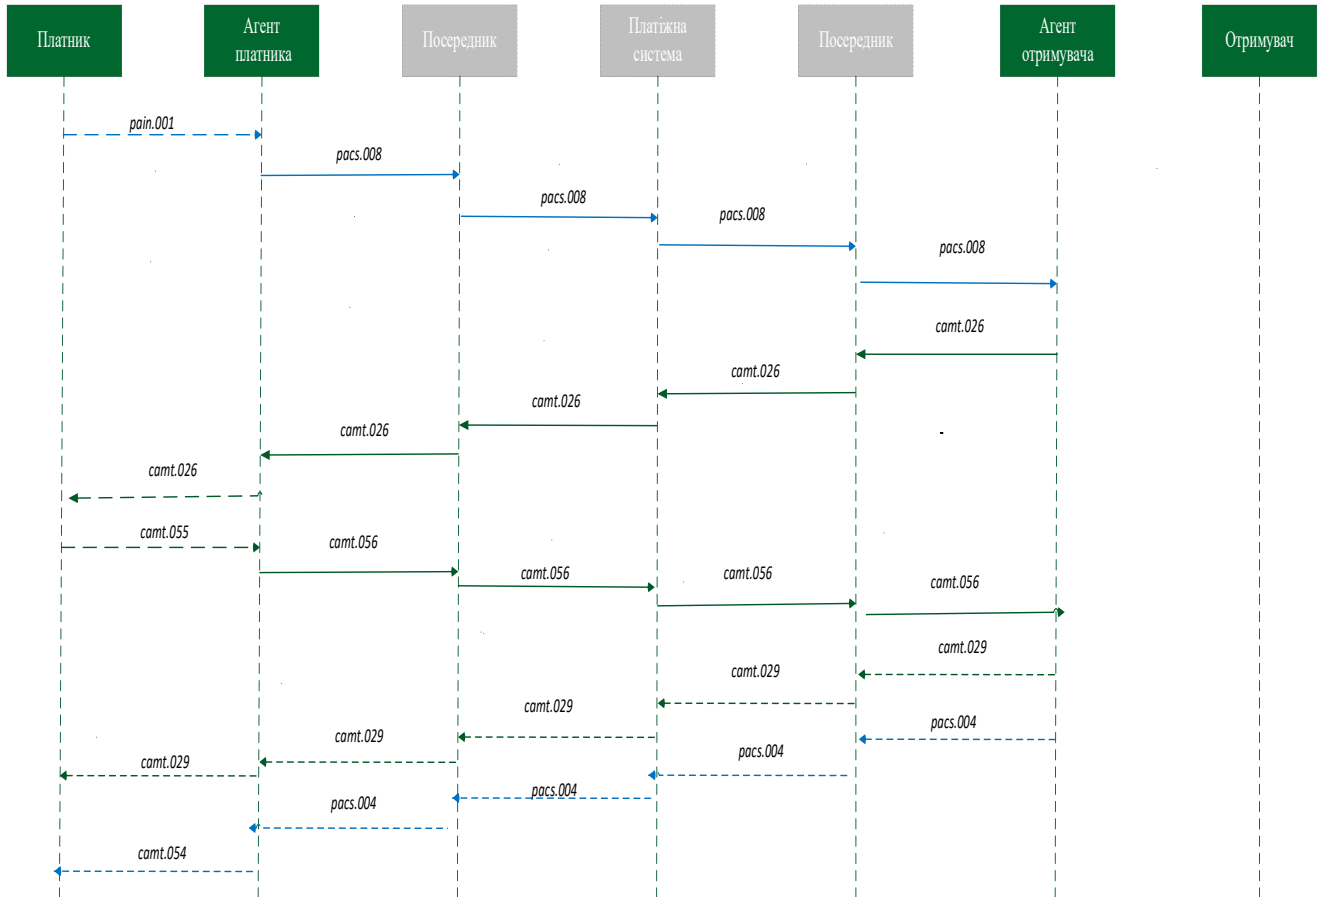 Платник
Агент
платника
Посередник
Платіжна
система
Посередник
Агент
отримувача
Отримувач
pain.001
pacs.008
pacs.008
pacs.008
pacs.008
camt.026
camt.026
camt.026
camt.026
camt.026
camt.055
camt.056
camt.056
camt.056
camt.056
camt.029
camt.029
camt.029
camt.029
camt.029
pacs.004
pacs.004
pacs.004
pacs.004
camt.054